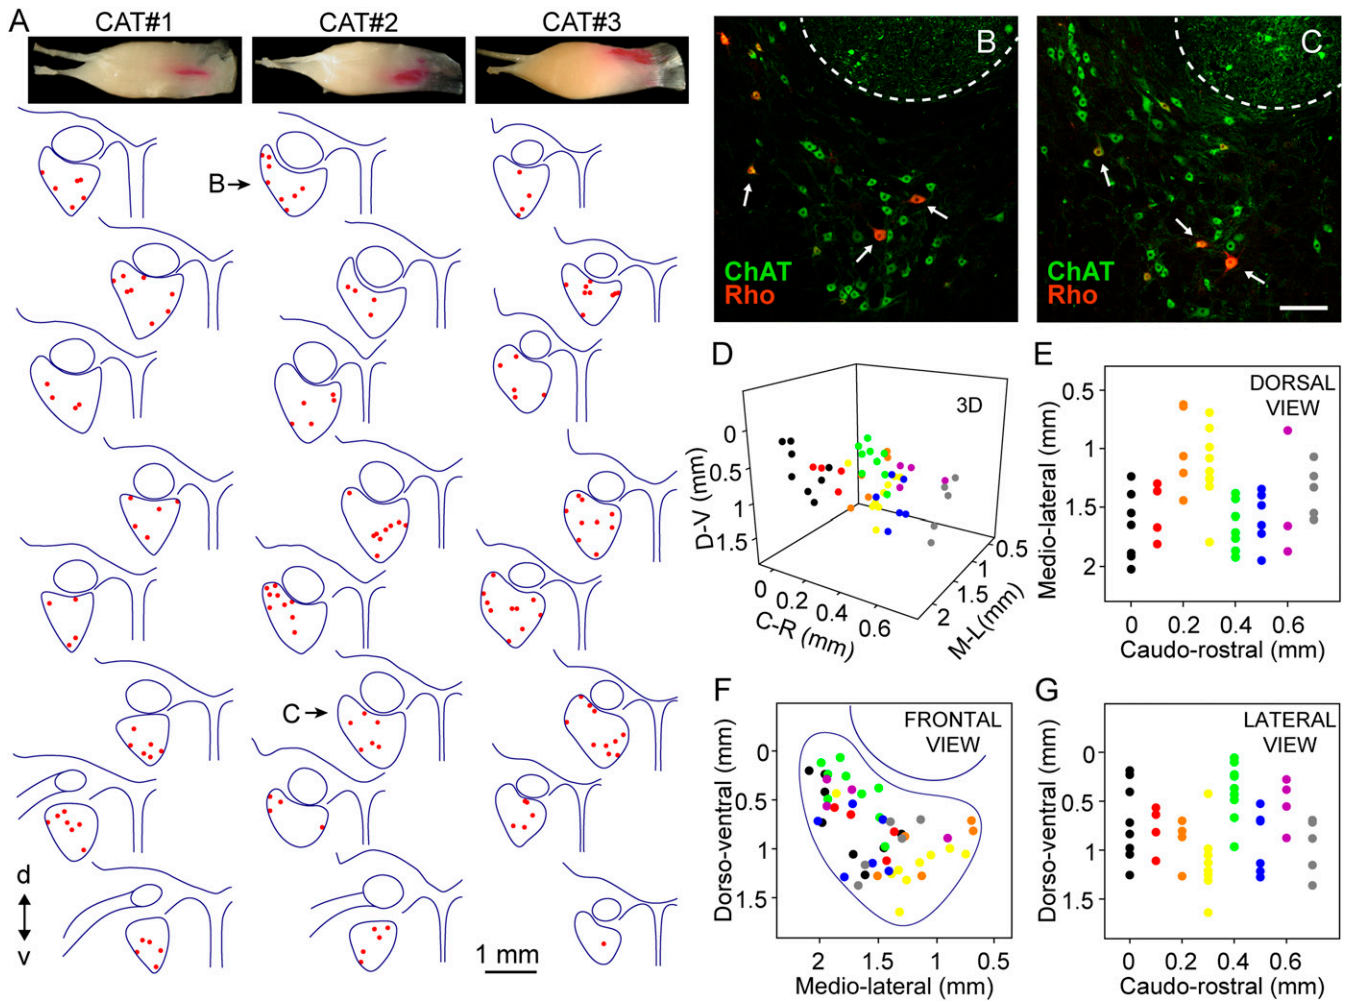 A
CAT#1
CAT#2
CAT#3
B
C
d
v
1 mm
B
ChAT
Rho
C
ChAT
Rho
D
3D
D-V (mm)
0
0.5
1
1.5
C-R (mm)
0
0.2
0.4
0.6
M-L(mm)
0.5
1
1.5
2
E
DORSAL
VIEW
Medio-lateral (mm)
0.5
1
1.5
2
0
0.2
0.4
0.6
Caudo-rostral (mm)
F
FRONTAL
VIEW
Dorso-ventral (mm)
0
0.5
1
1.5
2
1.5
1
0.5
Medio-lateral (mm)
G
LATERAL
VIEW
Dorso-ventral (mm)
0
0.5
1
1.5
0
0.2
0.4
0.6
Caudo-rostral (mm)